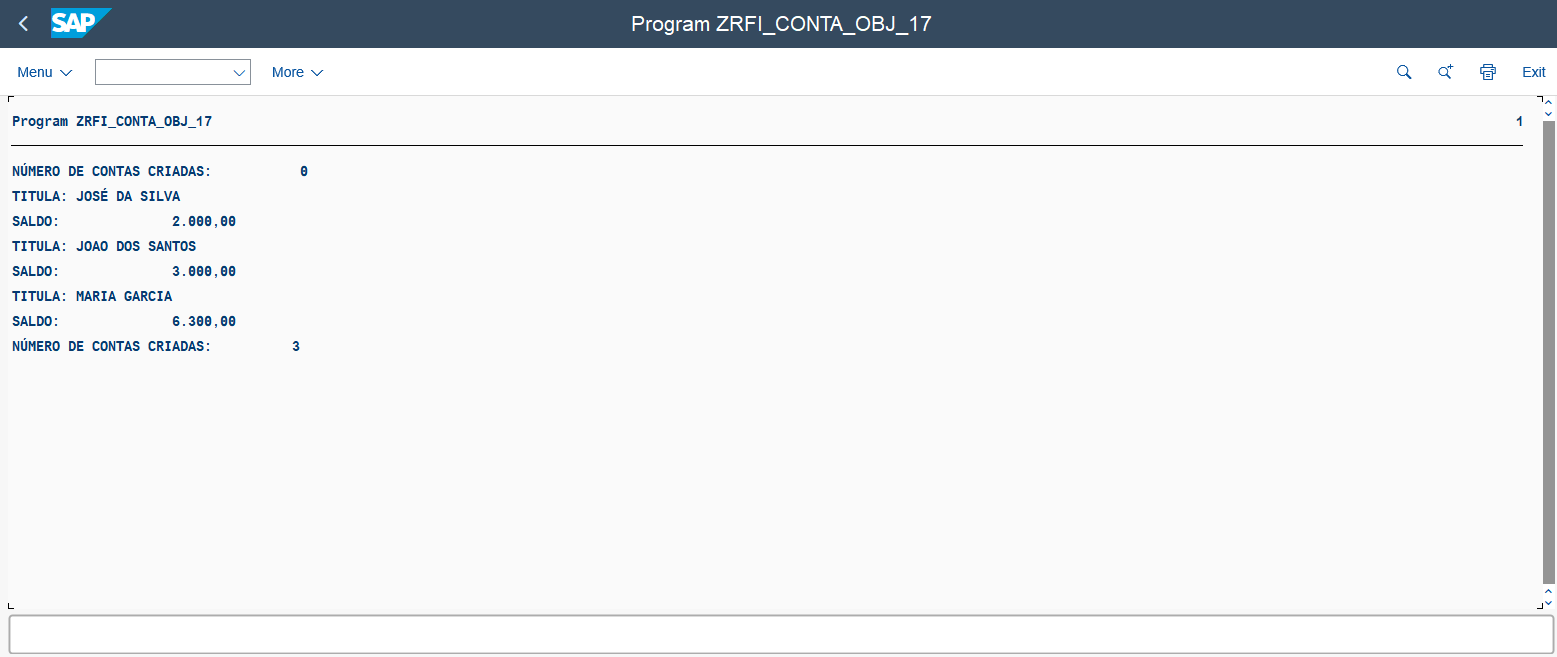 SAP
Program ZRFI_CONTA_OBJ_17
Menu
More
Exit
Program ZRFI_CONTA_OBJ_17 1
NÚMERO DE CONTAS CRIADAS: 0
TITULA: JOSÉ DA SILVA
SALDO: 2.000,00
TITULA: JOAO DOS SANTOS
SALDO: 3.000,00
TITULA: MARIA GARCIA
SALDO: 6.300,00
NÚMERO DE CONTAS CRIADAS: 3